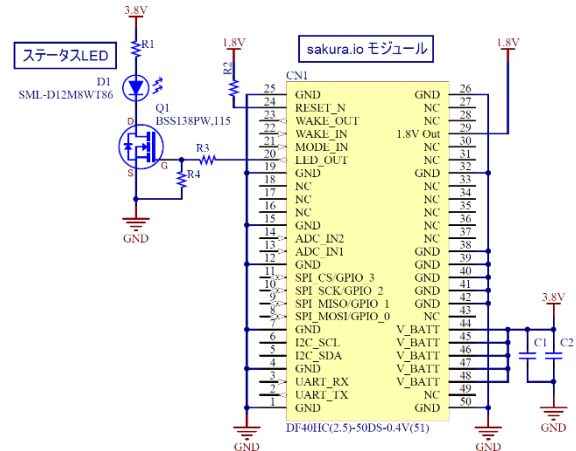 3.8V
ステータスLED
R1
D1
SML-D12M8WT86
Q1
BSS138PW,115
D
G
S
R3
R4
GND
1.8V
R2
sakura.io モジュール
1.8V
CN1
25 GND GND 26
24 RESET_N NC 27
23 WAKE_OUT NC 28
22 WAKE_IN 1.8V Out 29
21 MODE_IN NC 30
20 LED_OUT NC 31
19 GND GND 32
18 NC NC 33
17 NC NC 34
16 NC NC 35
15 GND NC 36
14 ADC_IN2 NC 37
13 ADC_IN1 GND 38
12 GND GND 39
11 SPI_CS/GPIO_3 GND 40
10 SPI_SCK/GPIO_2 GND 41
9 SPI_MISO/GPIO_1 GND 42
8 SPI_MOSI/GPIO_0 NC 43
7 GND V_BATT 44
6 I2C_SCL V_BATT 45
5 I2C_SDA V_BATT 46
4 GND V_BATT 47
3 UART_RX V_BATT 48
2 UART_TX NC 49
1 GND GND 50
DF40HC(2.5)-50DS-0.4V(51)
GND
GND
3.8V
C1
C2
GND